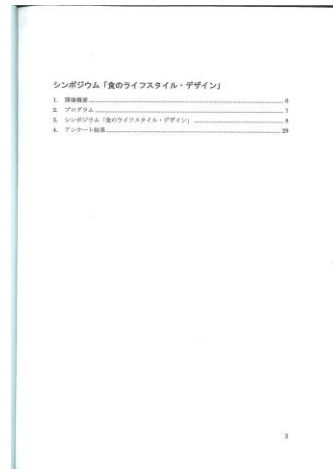 シンポジウム「食のライフスタイル・デザイン」
1. 開催概要 6
2. プログラム 7
3. シンポジウム「食のライフスタイル・デザイン」 8
4. アンケート結果 29
3